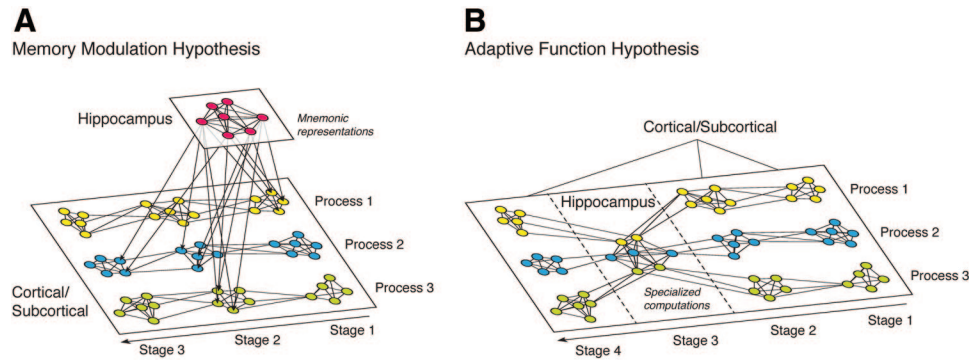 A
Memory Modulation Hypothesis
Hippocampus
Mnemonic
representations
Process 1
Process 2
Process 3
Cortical/
Subcortical
Stage 1
Stage 2
Stage 3
B
Adaptive Function Hypothesis
Cortical/Subcortical
Hippocampus
Process 1
Process 2
Process 3
Specialized
computations
Stage 1
Stage 2
Stage 3
Stage 4